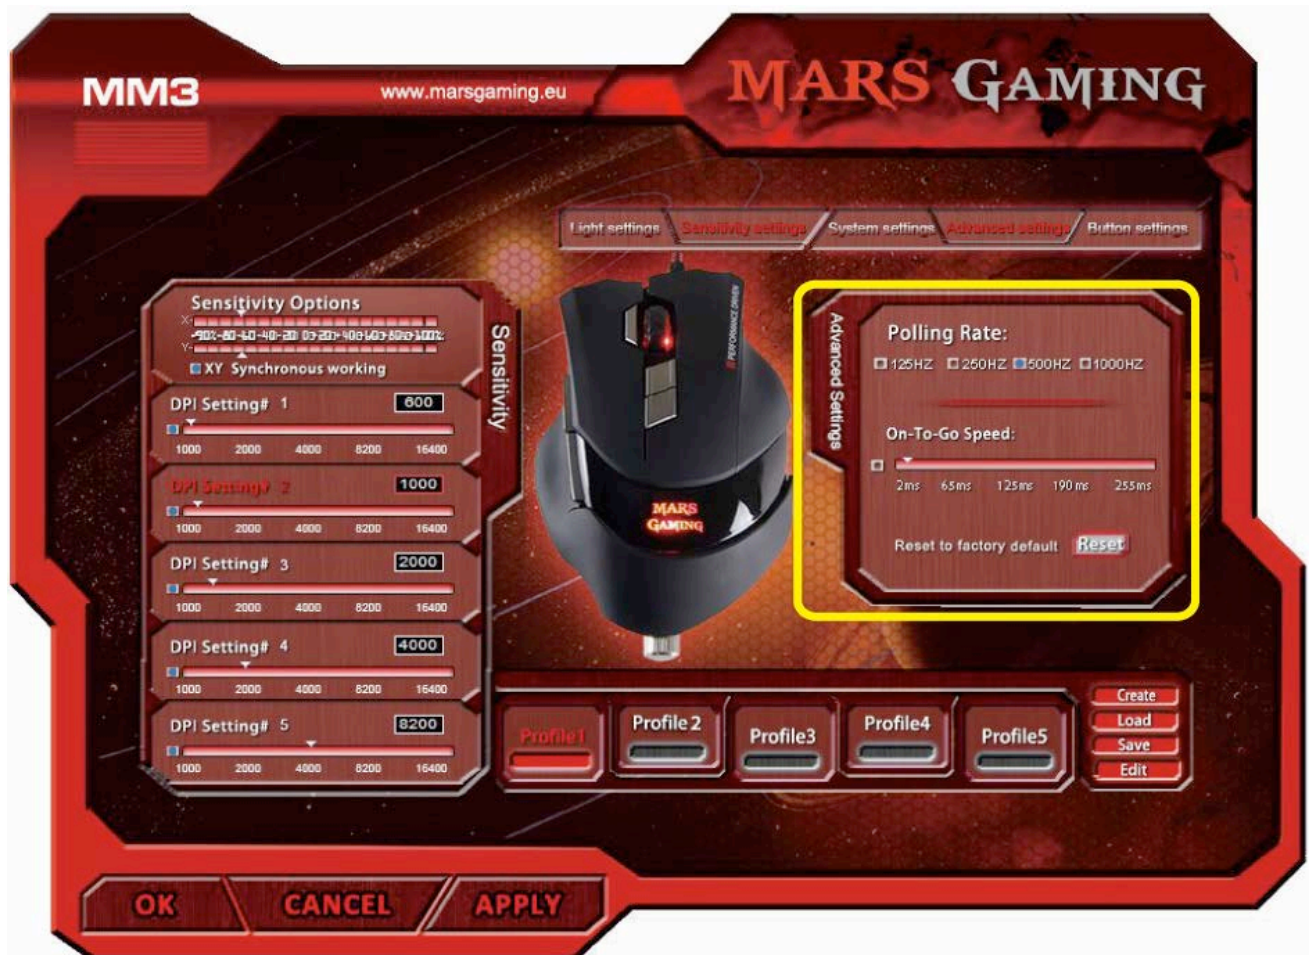 MM3
www.marsgaming.eu
MARS GAMING
Light settings Sensitivity settings System settings Advanced settings Button settings
Sensitivity Options
X-
Y-
XY Synchronous working
DPI Setting# 1 600
1000 2000 4000 8200 16400
DPI Setting# 2 1000
1000 2000 4000 8200 16400
DPI Setting# 3 2000
1000 2000 4000 8200 16400
DPI Setting# 4 4000
1000 2000 4000 8200 16400
DPI Setting# 5 8200
1000 2000 4000 8200 16400
Sensitivity
PERFORMANCE DRIVEN
MARS
GAMING
Advanced Settings
Polling Rate:
125HZ 250HZ 500HZ 1000HZ
On-To-Go Speed:
2ms 65ms 125ms 190ms 255ms
Reset to factory default Reset
Profile1 Profile2 Profile3 Profile4 Profile5
Create
Load
Save
Edit
OK CANCEL APPLY